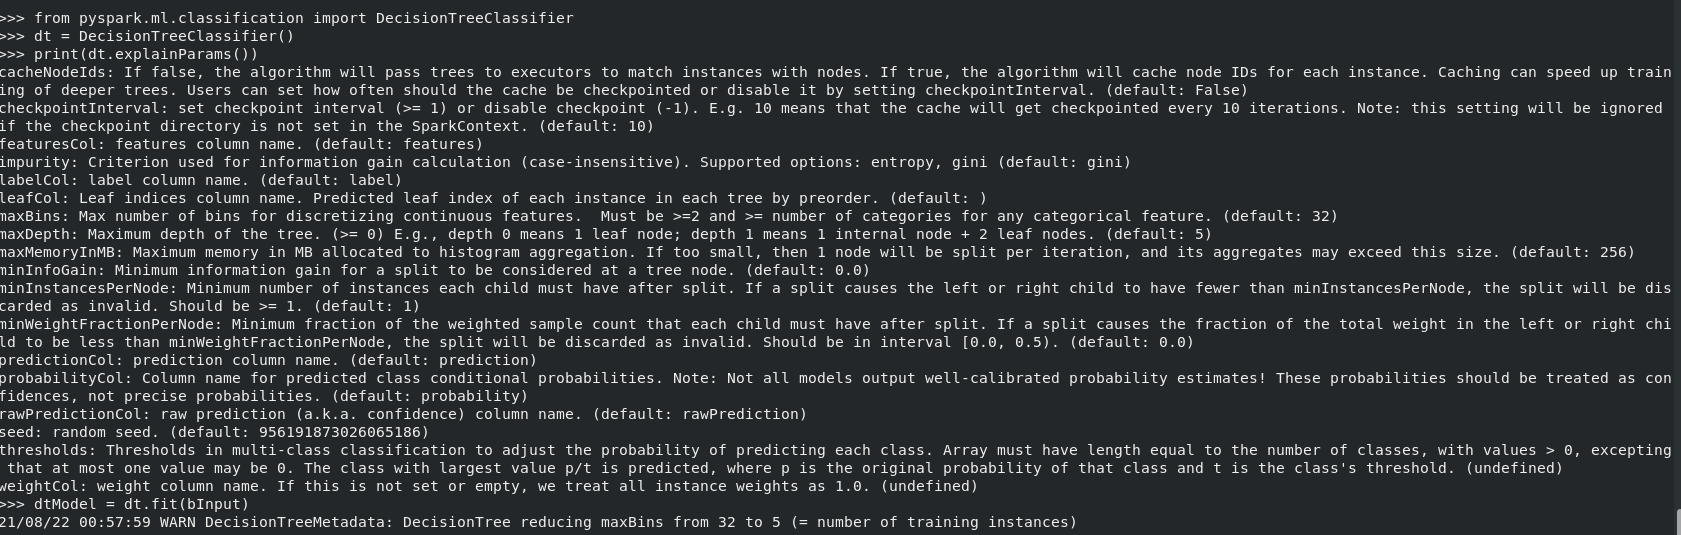 >>> from pyspark.ml.classification import DecisionTreeClassifier
>>> dt = DecisionTreeClassifier()
>>> print(dt.explainParams())
cacheNodeIds: If false, the algorithm will pass trees to executors to match instances with nodes. If true, the algorithm will cache node IDs for each instance. Caching can speed up train
ing of deeper trees. Users can set how often should the cache be checkpointed or disable it by setting checkpointInterval. (default: False)
checkpointInterval: set checkpoint interval (>= 1) or disable checkpoint (-1). E.g. 10 means that the cache will get checkpointed every 10 iterations. Note: this setting will be ignored 
if the checkpoint directory is not set in the SparkContext. (default: 10)
featuresCol: features column name. (default: features)
impurity: Criterion used for information gain calculation (case-insensitive). Supported options: entropy, gini (default: gini)
labelCol: label column name. (default: label)
leafCol: Leaf indices column name. Predicted leaf index of each instance in each tree by preorder. (default: )
maxBins: Max number of bins for discretizing continuous features.  Must be >=2 and >= number of categories for any categorical feature. (default: 32)
maxDepth: Maximum depth of the tree. (>= 0) E.g., depth 0 means 1 leaf node; depth 1 means 1 internal node + 2 leaf nodes. (default: 5)
maxMemoryInMB: Maximum memory in MB allocated to histogram aggregation. If too small, then 1 node will be split per iteration, and its aggregates may exceed this size. (default: 256)
minInfoGain: Minimum information gain for a split to be considered at a tree node. (default: 0.0)
minInstancesPerNode: Minimum number of instances each child must have after split. If a split causes the left or right child to have fewer than minInstancesPerNode, the split will be dis
carded as invalid. Should be >= 1. (default: 1)
minWeightFractionPerNode: Minimum fraction of the weighted sample count that each child must have after split. If a split causes the fraction of the total weight in the left or right chi
ld to be less than minWeightFractionPerNode, the split will be discarded as invalid. Should be in interval [0.0, 0.5). (default: 0.0)
predictionCol: prediction column name. (default: prediction)
probabilityCol: Column name for predicted class conditional probabilities. Note: Not all models output well-calibrated probability estimates! These probabilities should be treated as con
fidences, not precise probabilities. (default: probability)
rawPredictionCol: raw prediction (a.k.a. confidence) column name. (default: rawPrediction)
seed: random seed. (default: 956191873026065186)
thresholds: Thresholds in multi-class classification to adjust the probability of predicting each class. Array must have length equal to the number of classes, with values > 0, excepting
 that at most one value may be 0. The class with largest value p/t is predicted, where p is the original probability of that class and t is the class's threshold. (undefined)
weightCol: weight column name. If this is not set or empty, we treat all instance weights as 1.0. (undefined)
>>> dtModel = dt.fit(bInput)
21/08/22 00:57:59 WARN DecisionTreeMetadata: DecisionTree reducing maxBins from 32 to 5 (= number of training instances)